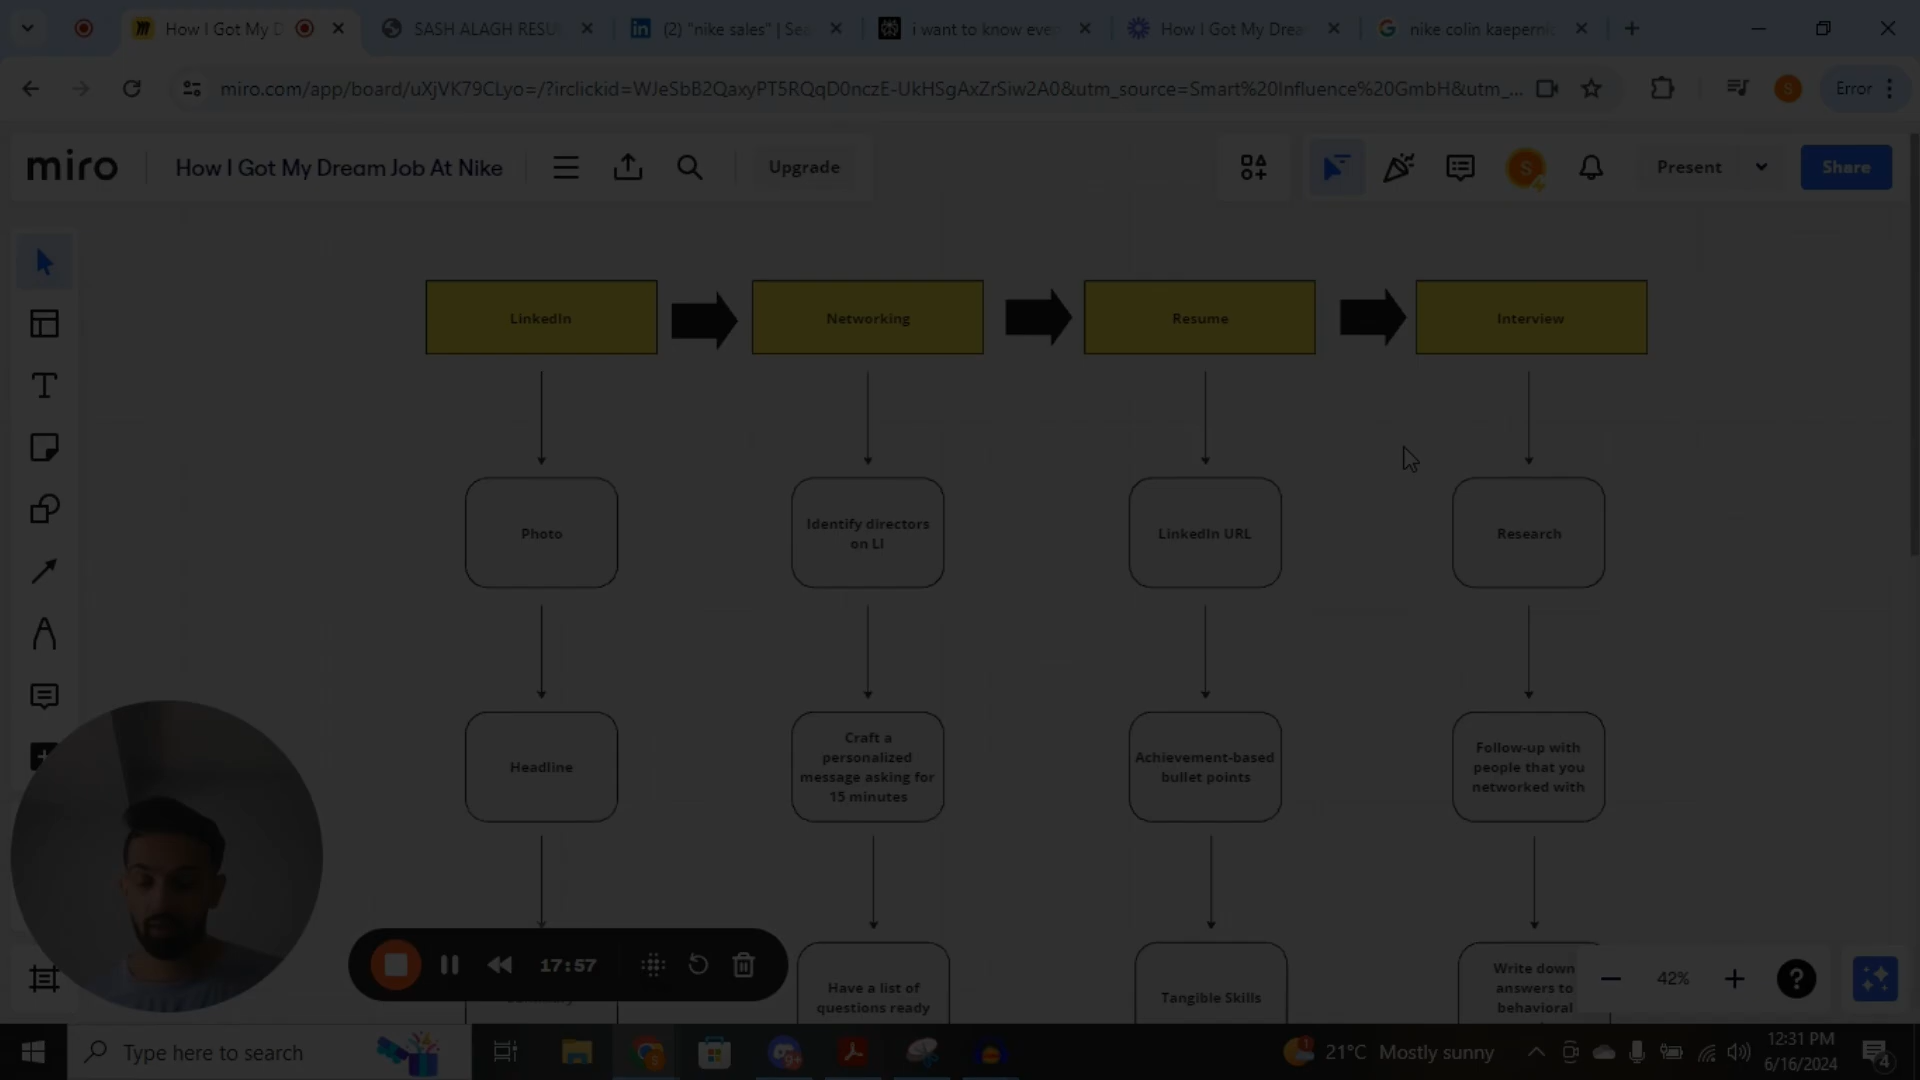 How I Got My D
SASH ALAGH RESU
(2) "nike sales" | Sea
i want to know even
How I Got My Drea
nike colin kaepernic
miro.com/app/board/uXjVK79CLyo=/?irclickid=WJeSbB2QaxyPT5RQqD0nczE-UkHSgAxZrSiw2A0&utm_source=Smart%20Influence%20GmbH&utm_...
S
Error
miro
How I Got My Dream Job At Nike
Upgrade
S
Present
Share
LinkedIn
Networking
Resume
Interview
Photo
Identify directors
on LI
LinkedIn URL
Research
Headline
Craft a
personalized
message asking for
15 minutes
Achievement-based
bullet points
Follow-up with
people that you
networked with
17:57
Have a list of
questions ready
Tangible Skills
Write down
answers to
behavioral
42%
Type here to search
9+
1
21°C Mostly sunny
12:31 PM
6/16/2024
4